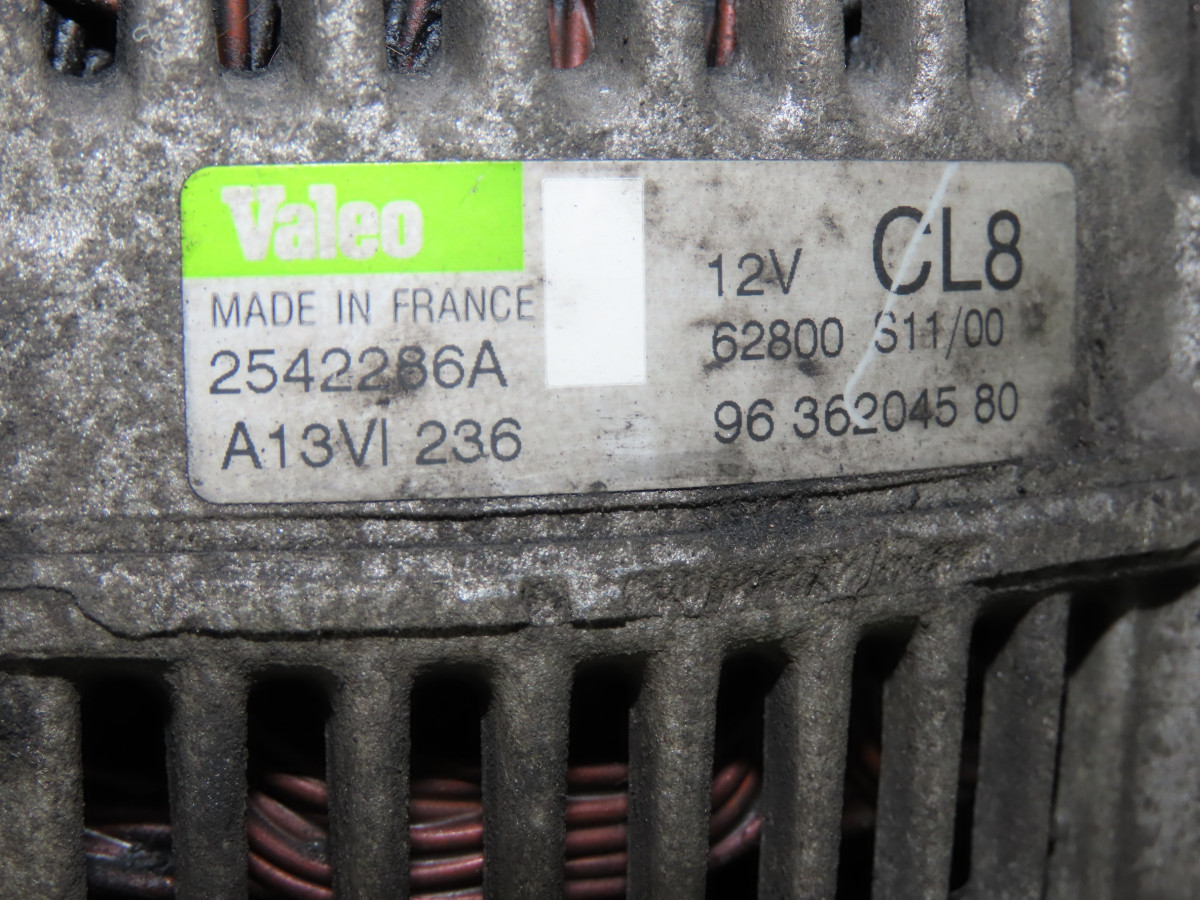 Valeo
MADE IN FRANCE
2542286A
A13VI 236
12V CL8
62800 S11/00
96 362045 80